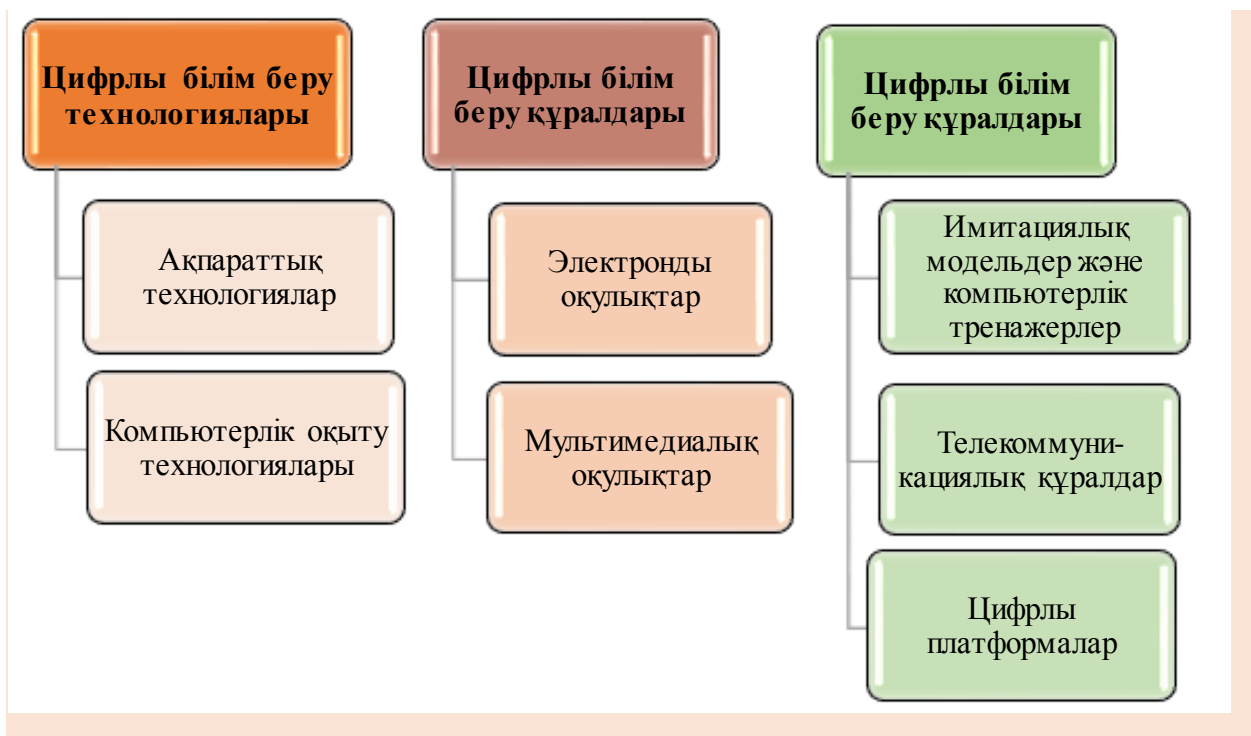 Цифрлы білім беру
технологиялары
Ақпараттық
технологиялар
Компьютерлік оқыту
технологиялары
Цифрлы білім
беру құралдары
Электронды
оқулықтар
Мультимедиалық
оқулықтар
Цифрлы білім
беру құралдары
Имитациялық
модельдер және
компьютерлік
тренажерлер
Телекоммуни-
кациялық құралдар
Цифрлы
платформалар